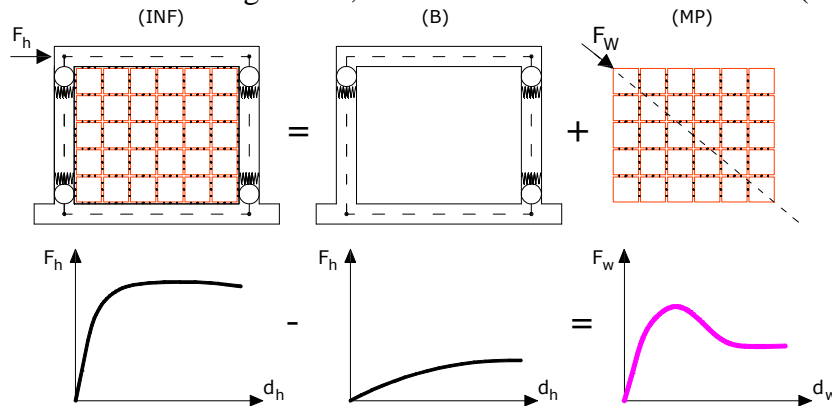 (INF) (B) (MP)
F_h F_W
= +
F_h F_h F_w
- =
d_h d_h d_w